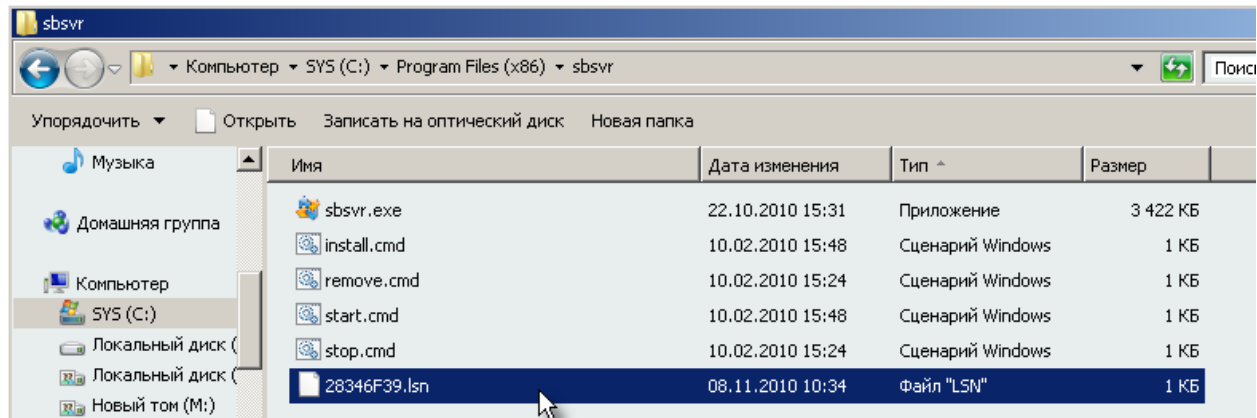 sbsvr
Компьютер SYS (C:) Program Files (x86) sbsvr
Упорядочить Открыть Записать на оптический диск Новая папка
Музыка
Домашняя группа
Компьютер
SYS (C:)
Локальный диск (
Локальный диск (
Новый том (M:)
Имя Дата изменения Тип Размер
sbsvr.exe 22.10.2010 15:31 Приложение 3 422 КБ
install.cmd 10.02.2010 15:48 Сценарий Windows 1 КБ
remove.cmd 10.02.2010 15:24 Сценарий Windows 1 КБ
start.cmd 10.02.2010 15:48 Сценарий Windows 1 КБ
stop.cmd 10.02.2010 15:24 Сценарий Windows 1 КБ
28346F39.lsn 08.11.2010 10:34 Файл "LSN" 1 КБ